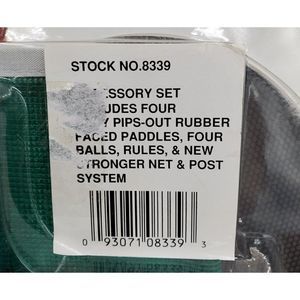 STOCK NO.8339
ESSORY SET
UDES FOUR
Y PIPS-OUT RUBBER
FACED PADDLES, FOUR
BALLS, RULES, & NEW
STRONGER NET & POST
SYSTEM
0 93071 08339 3